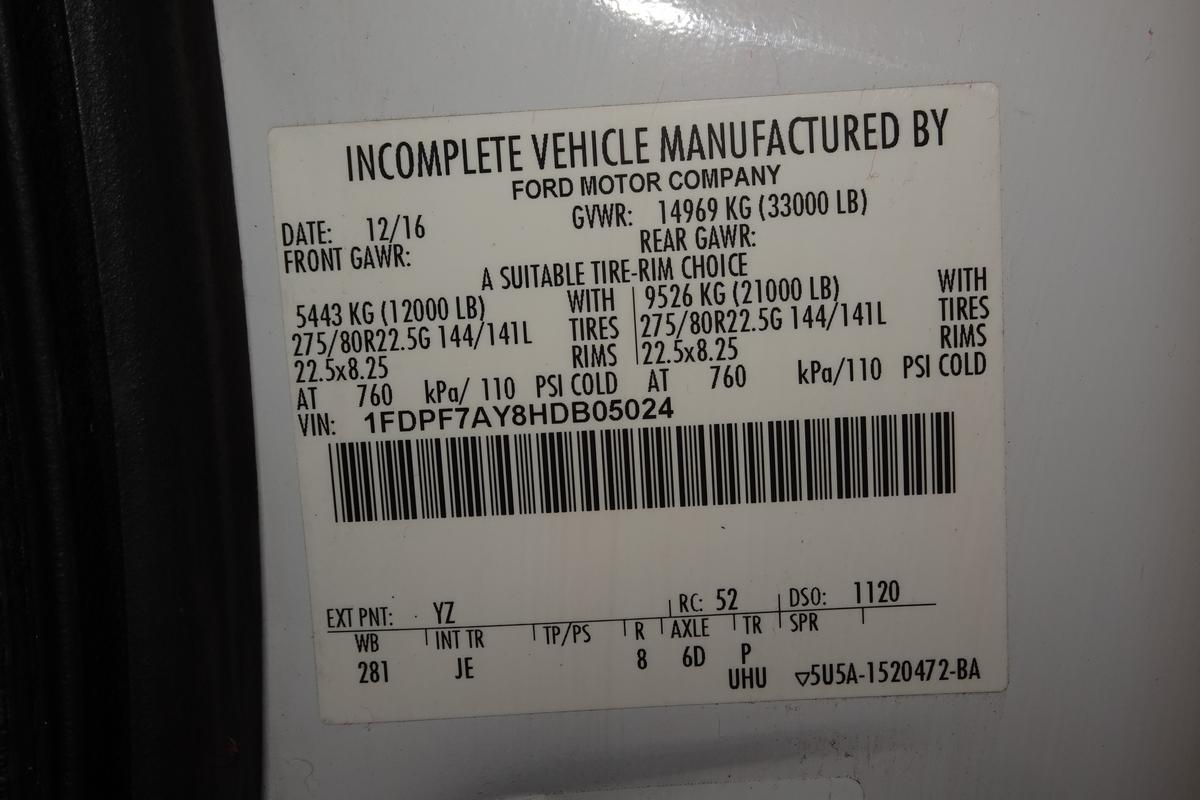 INCOMPLETE VEHICLE MANUFACTURED BY
FORD MOTOR COMPANY
DATE: 12/16 GVWR: 14969 KG (33000 LB)
FRONT GAWR: REAR GAWR:
A SUITABLE TIRE-RIM CHOICE
5443 KG (12000 LB) WITH 9526 KG (21000 LB) WITH
275/80R22.5G 144/141L TIRES 275/80R22.5G 144/141L TIRES
22.5x8.25 RIMS 22.5x8.25 RIMS
AT 760 kPa/ 110 PSI COLD AT 760 kPa/110 PSI COLD
VIN: 1FDPF7AY8HDB05024
EXT PNT: YZ RC: 52 DSO: 1120
WB INT TR TP/PS R AXLE TR SPR
281 JE 8 6D P
UHU ▽5U5A-1520472-BA